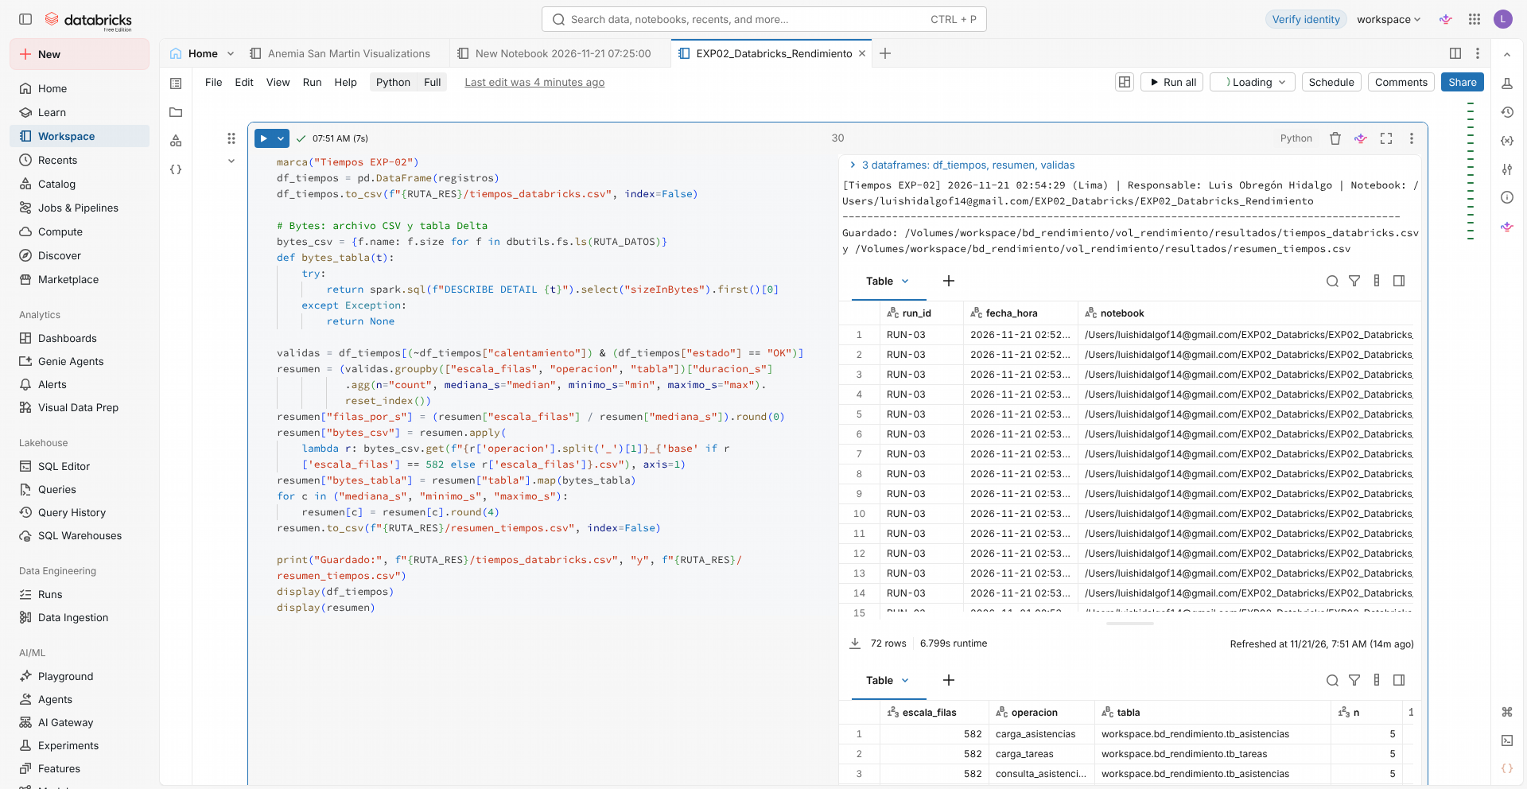 databricks
Free Edition
Search data, notebooks, recents, and more...
CTRL + P
Verify identity
workspace
L
New
Home
Learn
Workspace
Recents
Catalog
Jobs & Pipelines
Compute
Discover
Marketplace
Analytics
Dashboards
Genie Agents
Alerts
Visual Data Prep
Lakehouse
SQL Editor
Queries
Query History
SQL Warehouses
Data Engineering
Runs
Data Ingestion
AI/ML
Playground
Agents
AI Gateway
Experiments
Features
Home
Anemia San Martin Visualizations
New Notebook 2026-11-21 07:25:00
EXP02_Databricks_Rendimiento
File Edit View Run Help Python Full Last edit was 4 minutes ago
Run all
Loading
Schedule
Comments
Share
07:51 AM (7s)
30
Python
marca("Tiempos EXP-02")
df_tiempos = pd.DataFrame(registros)
df_tiempos.to_csv(f"{RUTA_RES}/tiempos_databricks.csv", index=False)
# Bytes: archivo CSV y tabla Delta
bytes_csv = {f.name: f.size for f in dbutils.fs.ls(RUTA_DATOS)}
def bytes_tabla(t):
try:
return spark.sql(f"DESCRIBE DETAIL {t}").select("sizeInBytes").first()[0]
except Exception:
return None
validas = df_tiempos[(~df_tiempos["calentamiento"]) & (df_tiempos["estado"] == "OK")]
resumen = (validas.groupby(["escala_filas", "operacion", "tabla"])["duracion_s"]
.agg(n="count", mediana_s="median", minimo_s="min", maximo_s="max").
reset_index())
resumen["filas_por_s"] = (resumen["escala_filas"] / resumen["mediana_s"]).round(0)
resumen["bytes_csv"] = resumen.apply(
lambda r: bytes_csv.get(f"{r['operacion'].split('_')[1]}_{'base' if r
['escala_filas'] == 582 else r['escala_filas']}.csv"), axis=1)
resumen["bytes_tabla"] = resumen["tabla"].map(bytes_tabla)
for c in ("mediana_s", "minimo_s", "maximo_s"):
resumen[c] = resumen[c].round(4)
resumen.to_csv(f"{RUTA_RES}/resumen_tiempos.csv", index=False)
print("Guardado:", f"{RUTA_RES}/tiempos_databricks.csv", "y", f"{RUTA_RES}/
resumen_tiempos.csv")
display(df_tiempos)
display(resumen)
3 dataframes: df_tiempos, resumen, validas
[Tiempos EXP-02] 2026-11-21 02:54:29 (Lima) | Responsable: Luis Obregón Hidalgo | Notebook: /
Users/luishidalgof14@gmail.com/EXP02_Databricks/EXP02_Databricks_Rendimiento
------------------------------------------------------------------------------------------
Guardado: /Volumes/workspace/bd_rendimiento/vol_rendimiento/resultados/tiempos_databricks.csv
y /Volumes/workspace/bd_rendimiento/vol_rendimiento/resultados/resumen_tiempos.csv
Table
run_id fecha_hora notebook
1 RUN-03 2026-11-21 02:52... /Users/luishidalgof14@gmail.com/EXP02_Databricks/EXP02_Databricks_
2 RUN-03 2026-11-21 02:52... /Users/luishidalgof14@gmail.com/EXP02_Databricks/EXP02_Databricks_
3 RUN-03 2026-11-21 02:53... /Users/luishidalgof14@gmail.com/EXP02_Databricks/EXP02_Databricks_
4 RUN-03 2026-11-21 02:53... /Users/luishidalgof14@gmail.com/EXP02_Databricks/EXP02_Databricks_
5 RUN-03 2026-11-21 02:53... /Users/luishidalgof14@gmail.com/EXP02_Databricks/EXP02_Databricks_
6 RUN-03 2026-11-21 02:53... /Users/luishidalgof14@gmail.com/EXP02_Databricks/EXP02_Databricks_
7 RUN-03 2026-11-21 02:53... /Users/luishidalgof14@gmail.com/EXP02_Databricks/EXP02_Databricks_
8 RUN-03 2026-11-21 02:53... /Users/luishidalgof14@gmail.com/EXP02_Databricks/EXP02_Databricks_
9 RUN-03 2026-11-21 02:53... /Users/luishidalgof14@gmail.com/EXP02_Databricks/EXP02_Databricks_
10 RUN-03 2026-11-21 02:53... /Users/luishidalgof14@gmail.com/EXP02_Databricks/EXP02_Databricks_
11 RUN-03 2026-11-21 02:53... /Users/luishidalgof14@gmail.com/EXP02_Databricks/EXP02_Databricks_
12 RUN-03 2026-11-21 02:53... /Users/luishidalgof14@gmail.com/EXP02_Databricks/EXP02_Databricks_
13 RUN-03 2026-11-21 02:53... /Users/luishidalgof14@gmail.com/EXP02_Databricks/EXP02_Databricks_
14 RUN-03 2026-11-21 02:53... /Users/luishidalgof14@gmail.com/EXP02_Databricks/EXP02_Databricks_
15
72 rows 6.799s runtime
Refreshed at 11/21/26, 7:51 AM (14m ago)
Table
escala_filas operacion tabla n
1 582 carga_asistencias workspace.bd_rendimiento.tb_asistencias 5
2 582 carga_tareas workspace.bd_rendimiento.tb_tareas 5
3 582 consulta_asistenci... workspace.bd_rendimiento.tb_asistencias 5